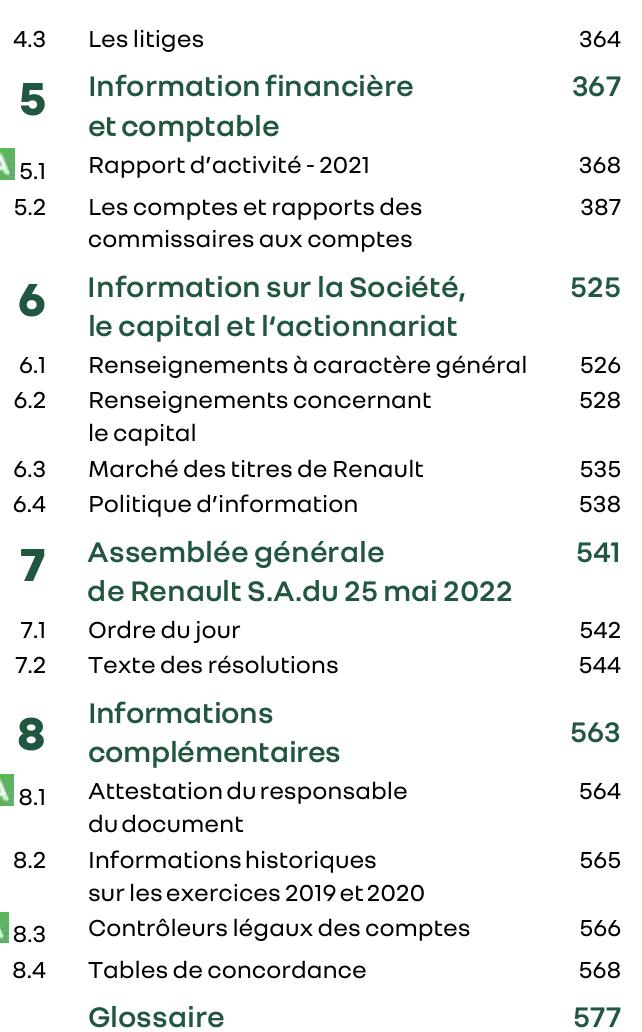 4.3 Les litiges 364
5 Information financière 367
et comptable
A 5.1 Rapport d’activité - 2021 368
5.2 Les comptes et rapports des 387
commissaires aux comptes
6 Information sur la Société, 525
le capital et l‘actionnariat
6.1 Renseignements à caractère général 526
6.2 Renseignements concernant 528
le capital
6.3 Marché des titres de Renault 535
6.4 Politique d’information 538
7 Assemblée générale 541
de Renault S.A.du 25 mai 2022
7.1 Ordre du jour 542
7.2 Texte des résolutions 544
8 Informations 563
complémentaires
A 8.1 Attestation du responsable 564
du document
8.2 Informations historiques 565
sur les exercices 2019 et 2020
8.3 Contrôleurs légaux des comptes 566
8.4 Tables de concordance 568
Glossaire 577